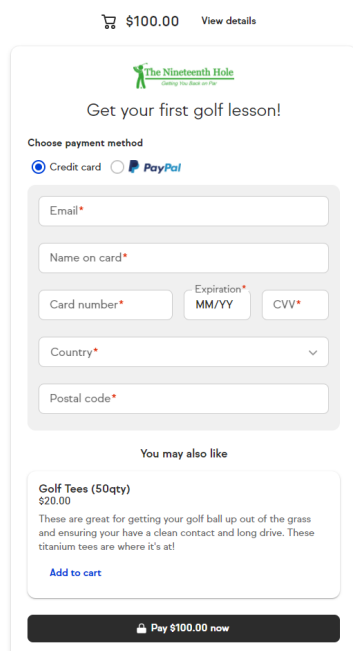 $100.00 View details
The Nineteenth Hole
Getting You Back on Par
Get your first golf lesson!
Choose payment method
Credit card PayPal
Email*
Name on card*
Expiration*
Card number* MM/YY CVV*
Country*
Postal code*
You may also like
Golf Tees (50qty)
$20.00
These are great for getting your golf ball up out of the grass
and ensuring your have a clean contact and long drive. These
titanium tees are where it's at!
Add to cart
Pay $100.00 now